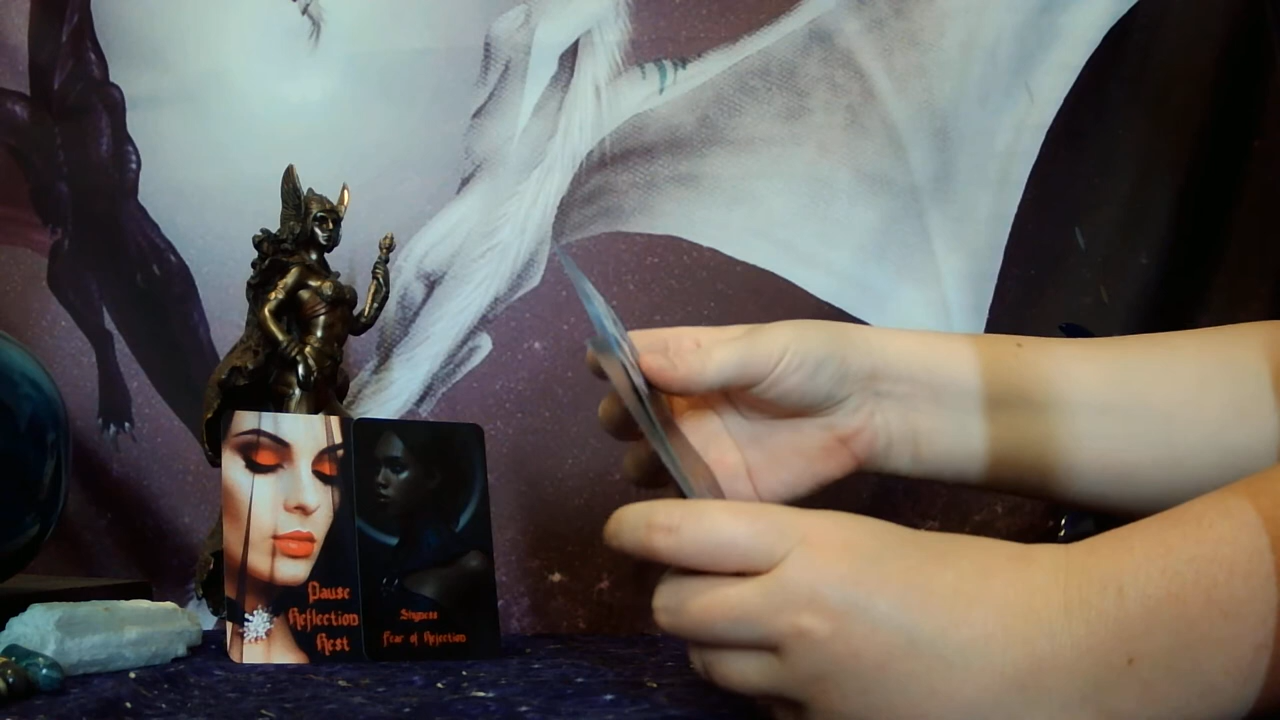 Pause
Reflection
Rest
Shyness
Fear of Rejection